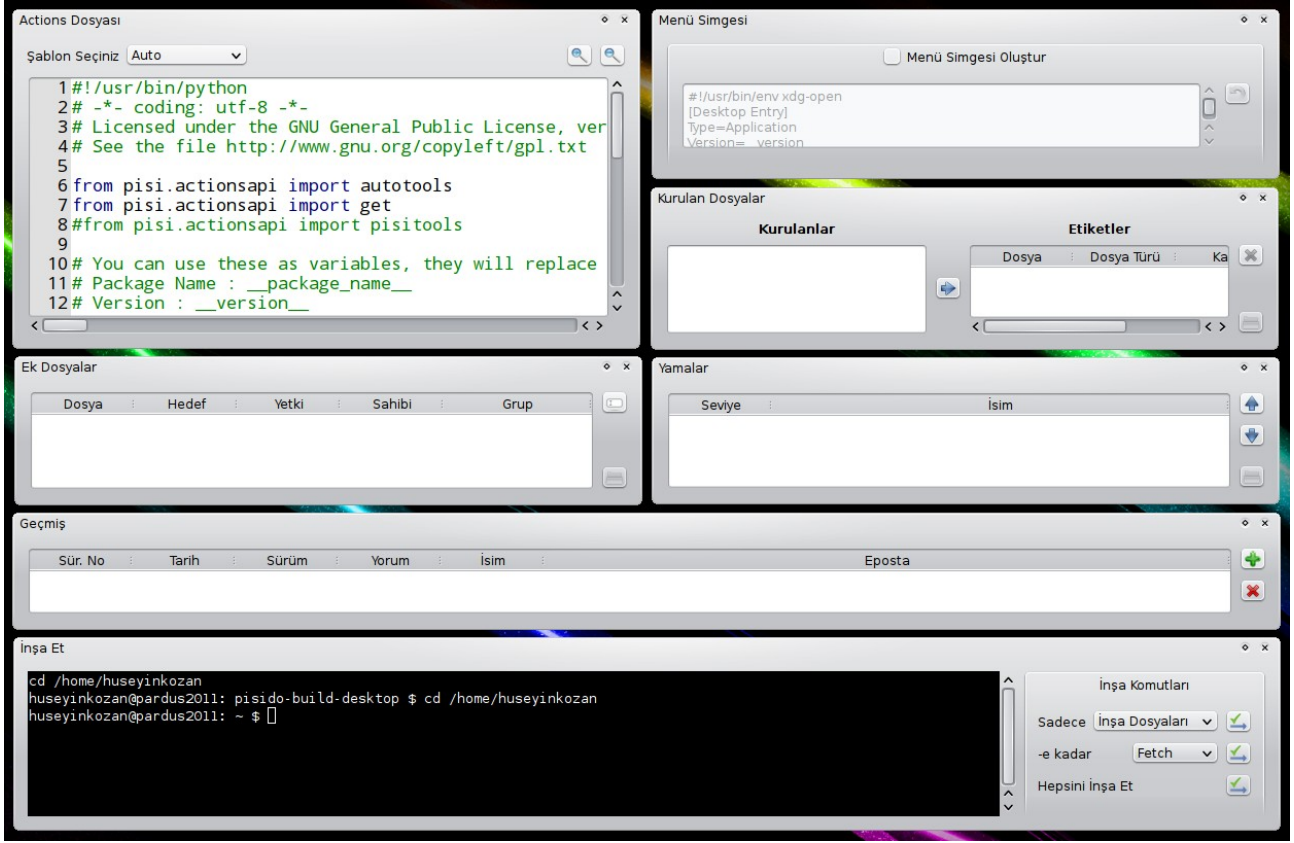 Actions Dosyası
Şablon Seçiniz Auto
1 #!/usr/bin/python
2 # -*- coding: utf-8 -*-
3 # Licensed under the GNU General Public License, ver
4 # See the file http://www.gnu.org/copyleft/gpl.txt
5
6 from pisi.actionsapi import autotools
7 from pisi.actionsapi import get
8 #from pisi.actionsapi import pisitools
9
10 # You can use these as variables, they will replace
11 # Package Name : __package_name__
12 # Version : __version__
Menü Simgesi
Menü Simgesi Oluştur
#!/usr/bin/env xdg-open
[Desktop Entry]
Type=Application
Version=__version__
Kurulan Dosyalar
Kurulanlar
Etiketler
Dosya Dosya Türü Ka
Ek Dosyalar
Dosya Hedef Yetki Sahibi Grup
Yamalar
Seviye İsim
Geçmiş
Sür. No Tarih Sürüm Yorum İsim Eposta
İnşa Et
cd /home/huseyinkozan
huseyinkozan@pardus2011: pisido-build-desktop $ cd /home/huseyinkozan
huseyinkozan@pardus2011: ~ $
İnşa Komutları
Sadece İnşa Dosyaları
-e kadar Fetch
Hepsini İnşa Et